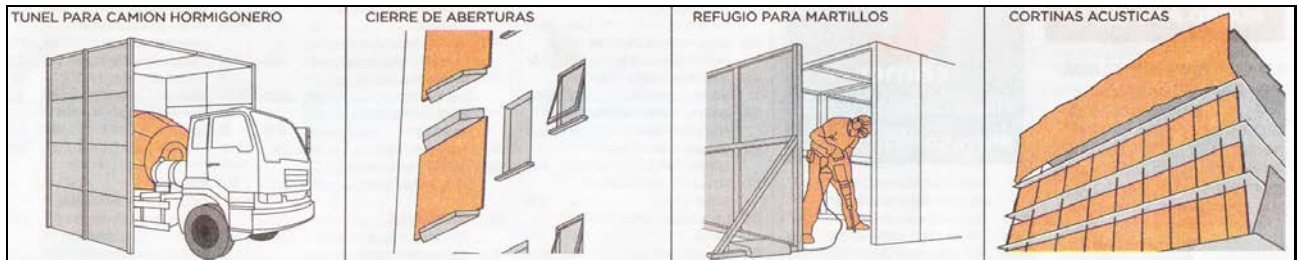 TUNEL PARA CAMION HORMIGONERO
CIERRE DE ABERTURAS
REFUGIO PARA MARTILLOS
CORTINAS ACUSTICAS